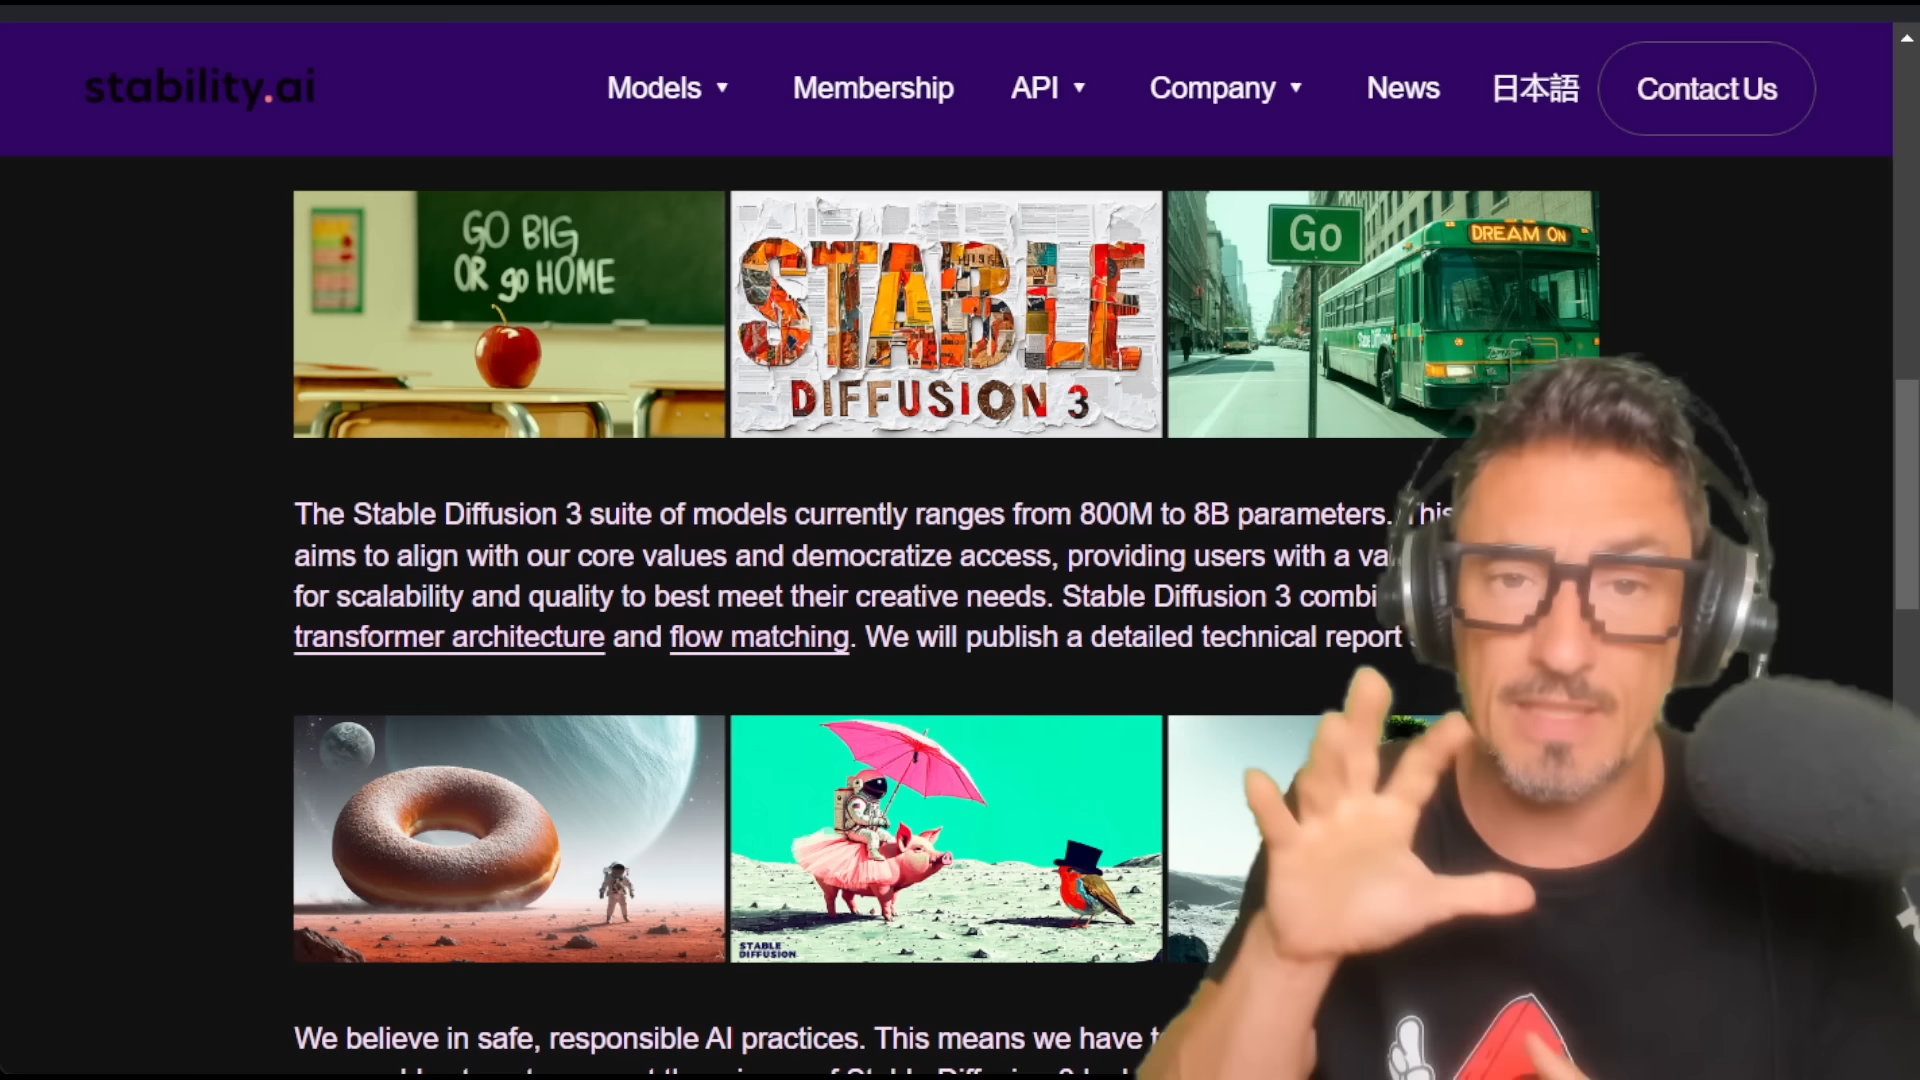 stability.ai
Models Membership API Company News 日本語 Contact Us
GO BIG
OR go HOME
STABLE
DIFFUSION 3
Go
DREAM ON
The Stable Diffusion 3 suite of models currently ranges from 800M to 8B parameters.
aims to align with our core values and democratize access, providing users with a
for scalability and quality to best meet their creative needs. Stable Diffusion 3
transformer architecture and flow matching. We will publish a detailed technical report
STABLE
DIFFUSION
We believe in safe, responsible AI practices. This means we have